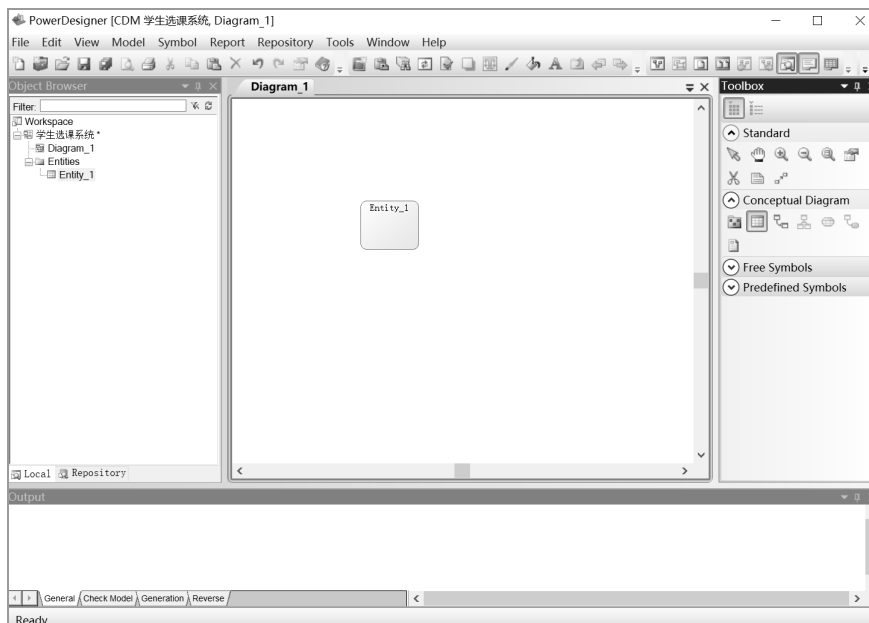 PowerDesigner [CDM 学生选课系统, Diagram_1]
File Edit View Model Symbol Report Repository Tools Window Help
Object Browser
Filter:
Workspace
学生选课系统 *
Diagram_1
Entities
Entity_1
Local Repository
Diagram_1
Entity_1
Toolbox
Standard
Conceptual Diagram
Free Symbols
Predefined Symbols
Output
General Check Model Generation Reverse
Ready